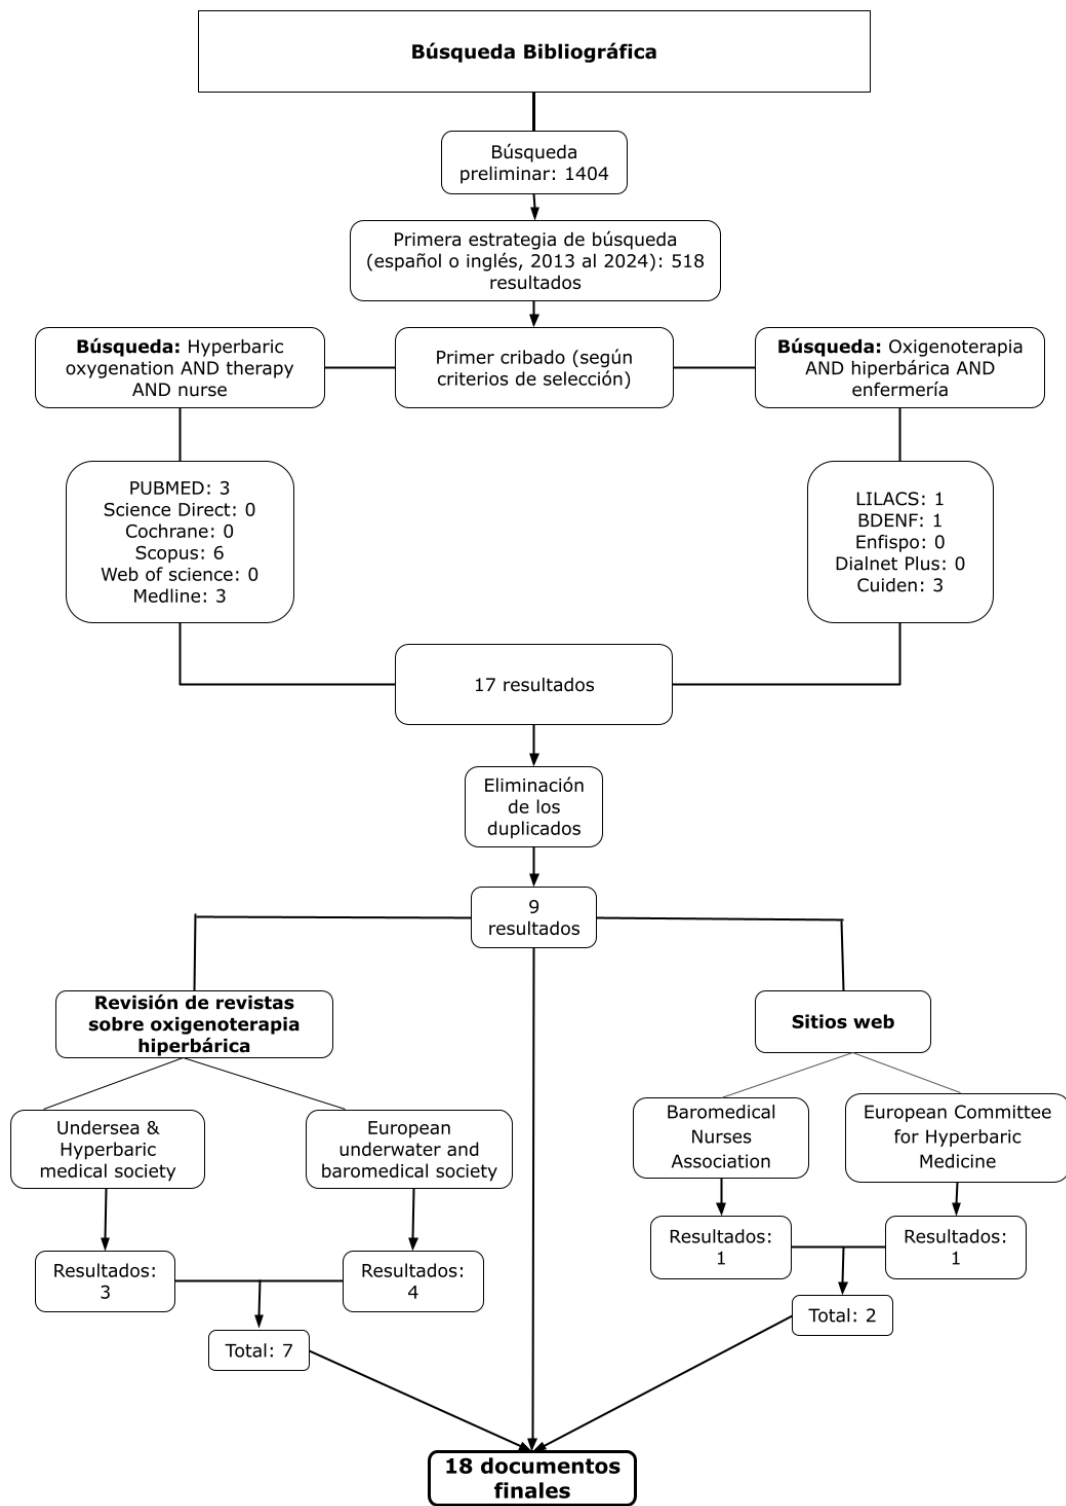 Búsqueda Bibliográfica
Búsqueda
preliminar: 1404
Primera estrategia de búsqueda
(español o inglés, 2013 al 2024): 518
resultados
Búsqueda: Hyperbaric
oxygenation AND therapy
AND nurse
Primer cribado (según
criterios de selección)
Búsqueda: Oxigenoterapia
AND hiperbárica AND
enfermería
PUBMED: 3
Science Direct: 0
Cochrane: 0
Scopus: 6
Web of science: 0
Medline: 3
LILACS: 1
BDENF: 1
Enfispo: 0
Dialnet Plus: 0
Cuiden: 3
17 resultados
Eliminación
de los
duplicados
9
resultados
Revisión de revistas
sobre oxigenoterapia
hiperbárica
Sitios web
Undersea &
Hyperbaric
medical society
European
underwater and
baromedical society
Baromedical
Nurses
Association
European Committee
for Hyperbaric
Medicine
Resultados:
3
Resultados:
4
Resultados:
1
Resultados:
1
Total: 7
Total: 2
18 documentos
finales